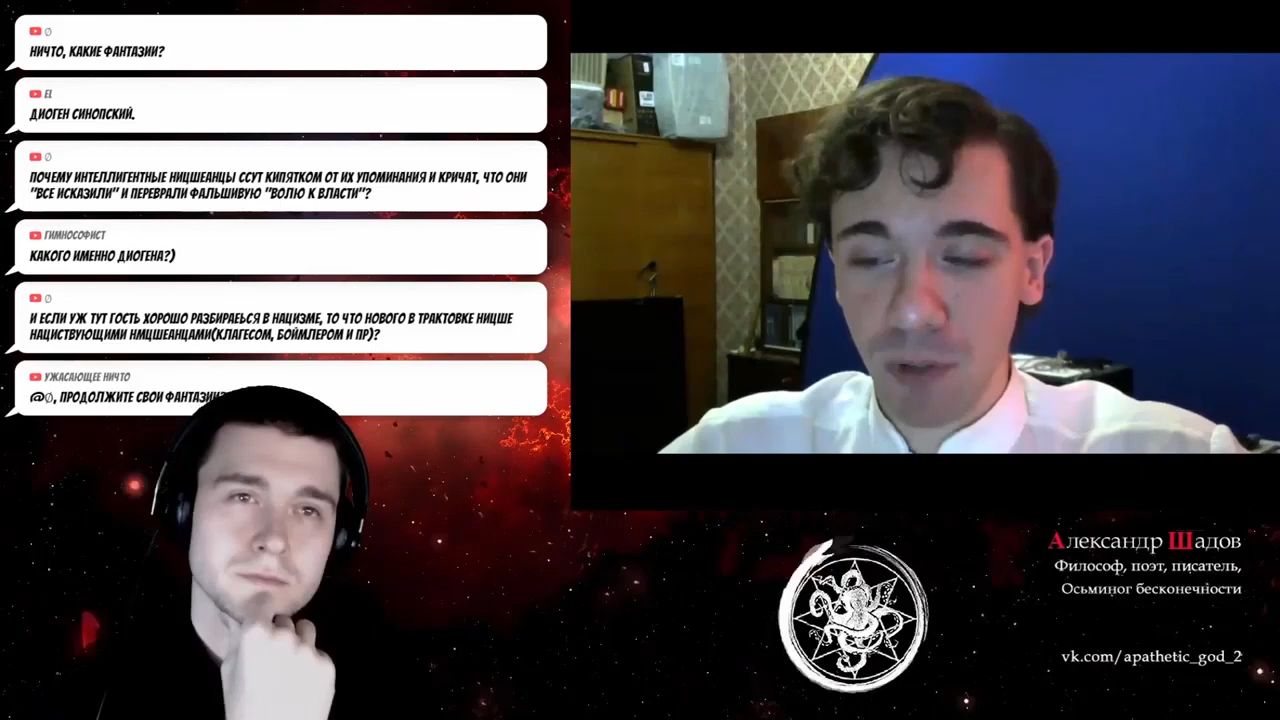 Ø
НИЧТО, КАКИЕ ФАНТАЗИИ?
EL
ДИОГЕН СИНОПСКИЙ.
Ø
ПОЧЕМУ ИНТЕЛЛИГЕНТНЫЕ НИЦШЕАНЦЫ ССУТ КИПЯТКОМ ОТ ИХ УПОМИНАНИЯ И КРИЧАТ, ЧТО ОНИ
"ВСЕ ИСКАЗИЛИ" И ПЕРЕВРАЛИ ФАЛЬШИВУЮ "ВОЛЮ К ВЛАСТИ"?
ГИМНОСОФИСТ
КАКОГО ИМЕННО ДИОГЕНА?)
Ø
И ЕСЛИ УЖ ТУТ ГОСТЬ ХОРОШО РАЗБИРАЕЬСЯ В НАЦИЗМЕ, ТО ЧТО НОВОГО В ТРАКТОВКЕ НИЦШЕ
НАЦИСТВУЮЩИМИ НМЦШЕАНЦАМИ(КЛАГЕСОМ, БОЙМЛЕРОМ И ПР)?
УЖАСАЮЩЕЕ НИЧТО
@Ø, ПРОДОЛЖИТЕ СВОИ ФАНТАЗИИ?
Александр Шадов
Философ, поэт, писатель,
Осьминог бесконечности
vk.com/apathetic_god_2